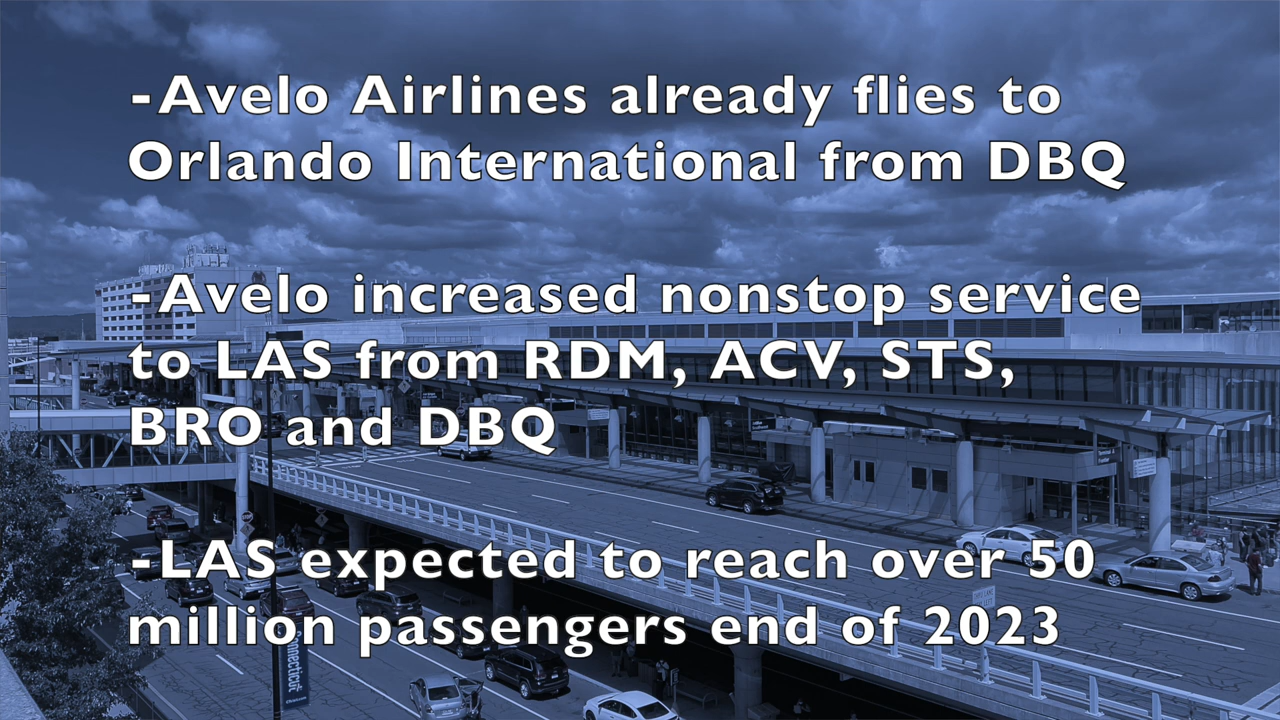 -Avelo Airlines already flies to
Orlando International from DBQ
-Avelo increased nonstop service
to LAS from RDM, ACV, STS,
BRO and DBQ
-LAS expected to reach over 50
million passengers end of 2023
Connecticut